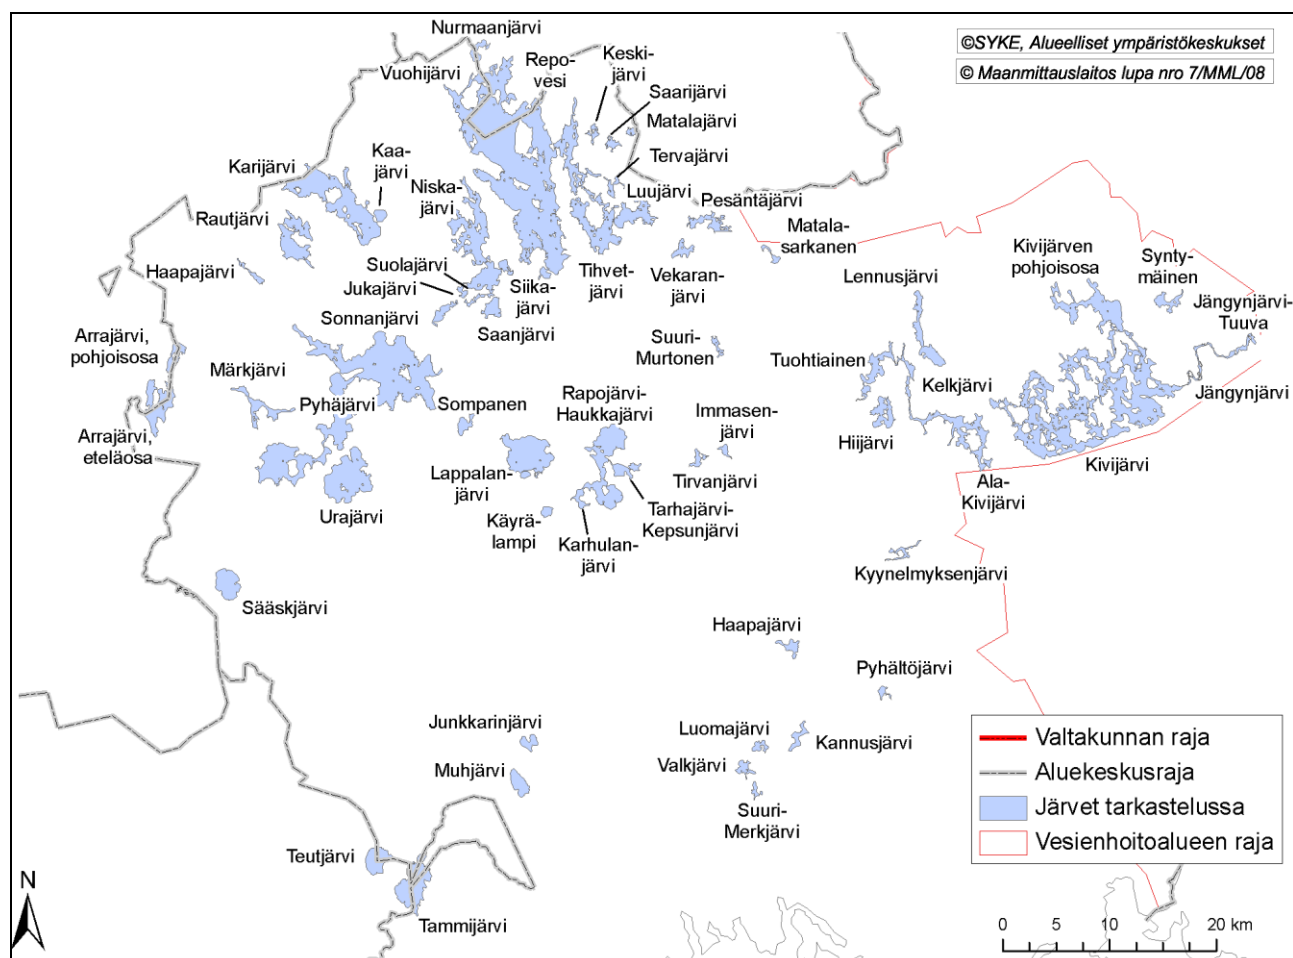 Nurmaanjärvi
©SYKE, Alueelliset ympäristökeskukset
© Maanmittauslaitos lupa nro 7/MML/08
Vuohijärvi
Repo-
vesi
Keski-
järvi
Saarijärvi
Matalajärvi
Tervajärvi
Karijärvi
Kaa-
järvi
Niska-
järvi
Luujärvi
Pesäntäjärvi
Rautjärvi
Matala-
sarkanen
Haapajärvi
Suolajärvi
Jukajärvi
Siika-
järvi
Tihvet-
järvi
Vekaran-
järvi
Lennusjärvi
Kivijärven
pohjoisosa
Synty-
mäinen
Jängynjärvi-
Tuuva
Saanjärvi
Sonnanjärvi
Arrajärvi,
pohjoisosa
Märkjärvi
Suuri-
Murtonen
Tuohtiainen
Kelkjärvi
Jängynjärvi
Pyhäjärvi
Sompanen
Rapojärvi-
Haukkajärvi
Immasen-
järvi
Arrajärvi,
eteläosa
Hiijärvi
Kivijärvi
Lappalan-
järvi
Tirvanjärvi
Ala-
Kivijärvi
Urajärvi
Käyrä-
lampi
Tarhajärvi-
Kepsunjärvi
Karhulan-
järvi
Kyynelmyksenjärvi
Sääskjärvi
Haapajärvi
Pyhältöjärvi
Junkkarinjärvi
Luomajärvi
Kannusjärvi
Muhjärvi
Valkjärvi
Suuri-
Merkjärvi
Valtakunnan raja
Aluekeskusraja
Järvet tarkastelussa
Vesienhoitoalueen raja
Teutjärvi
Tammijärvi
N
0 5 10 20 km